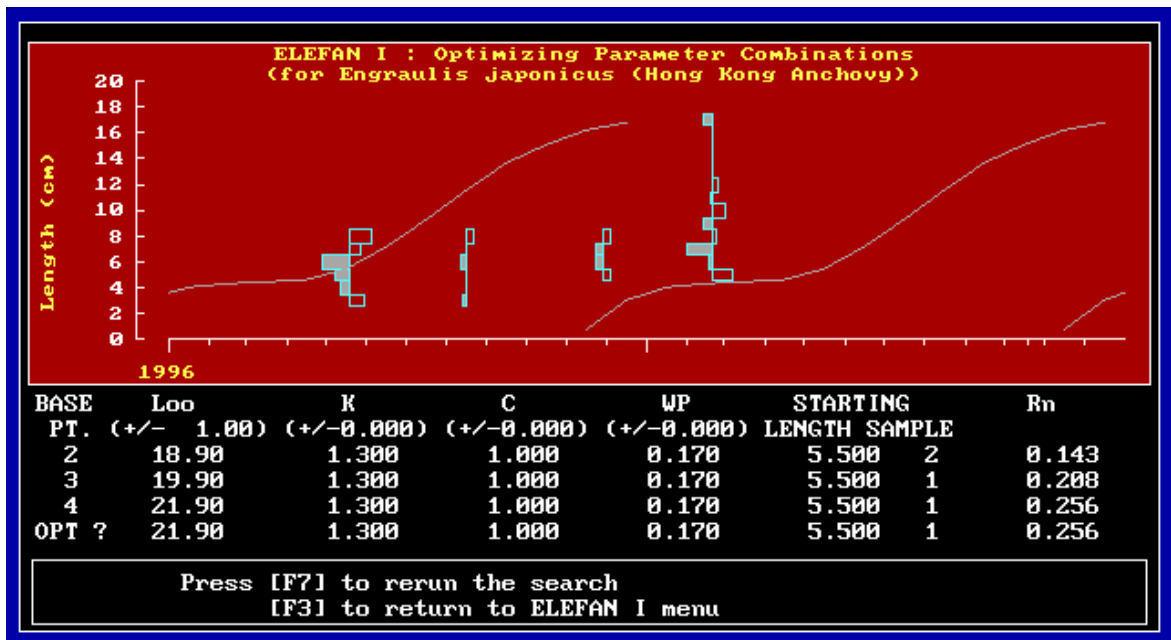 ELEFAN I : Optimizing Parameter Combinations
(for Engraulis japonicus (Hong Kong Anchovy))
Length (cm)
20
18
16
14
12
10
8
6
4
2
0
1996
BASE Loo K C WP STARTING Rn
PT. (+/- 1.00) (+/-0.000) (+/-0.000) (+/-0.000) LENGTH SAMPLE
2 18.90 1.300 1.000 0.170 5.500 2 0.143
3 19.90 1.300 1.000 0.170 5.500 1 0.208
4 21.90 1.300 1.000 0.170 5.500 1 0.256
OPT ? 21.90 1.300 1.000 0.170 5.500 1 0.256
Press [F7] to rerun the search
[F3] to return to ELEFAN I menu